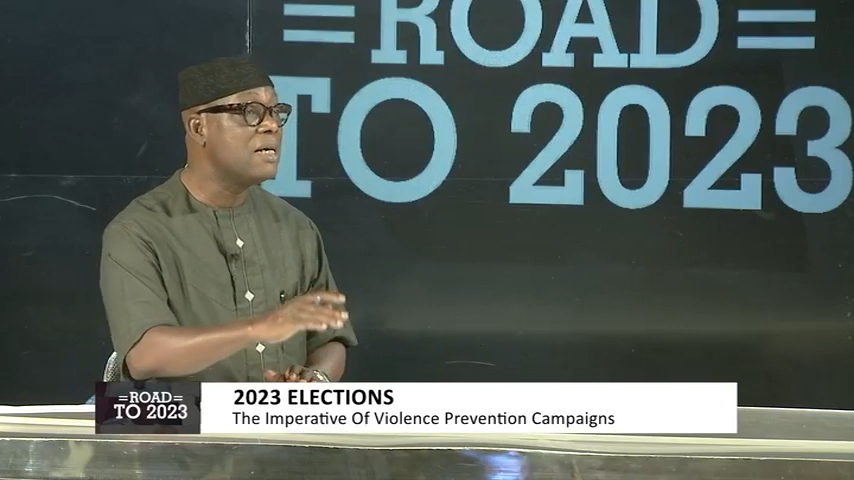 =ROAD=
TO 2023
=ROAD=
TO 2023
2023 ELECTIONS
The Imperative Of Violence Prevention Campaigns